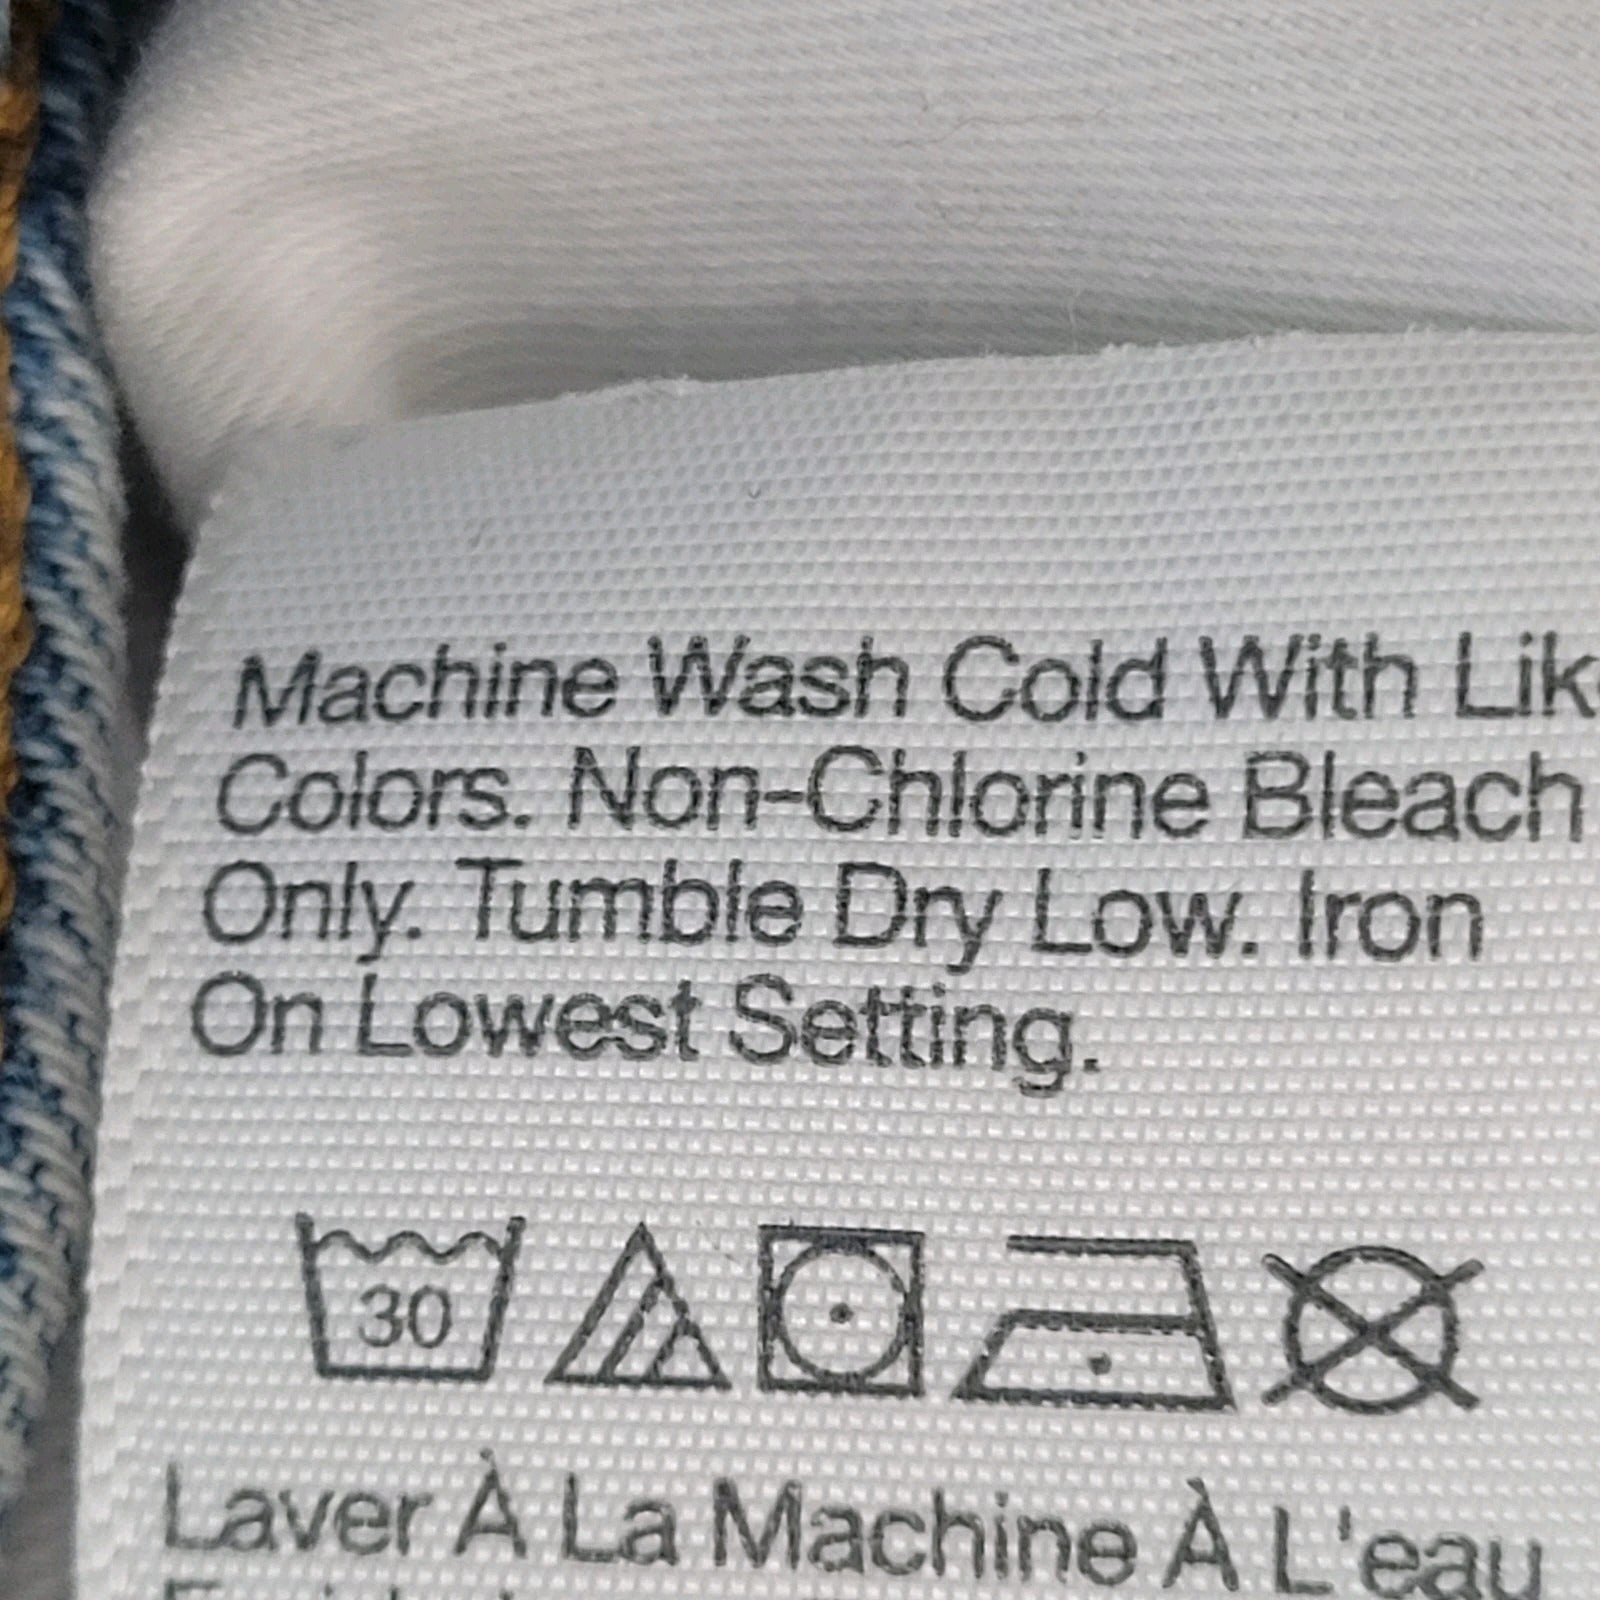 Machine Wash Cold With Like
Colors. Non-Chlorine Bleach
Only. Tumble Dry Low. Iron
On Lowest Setting.
30
Laver À La Machine À L'eau